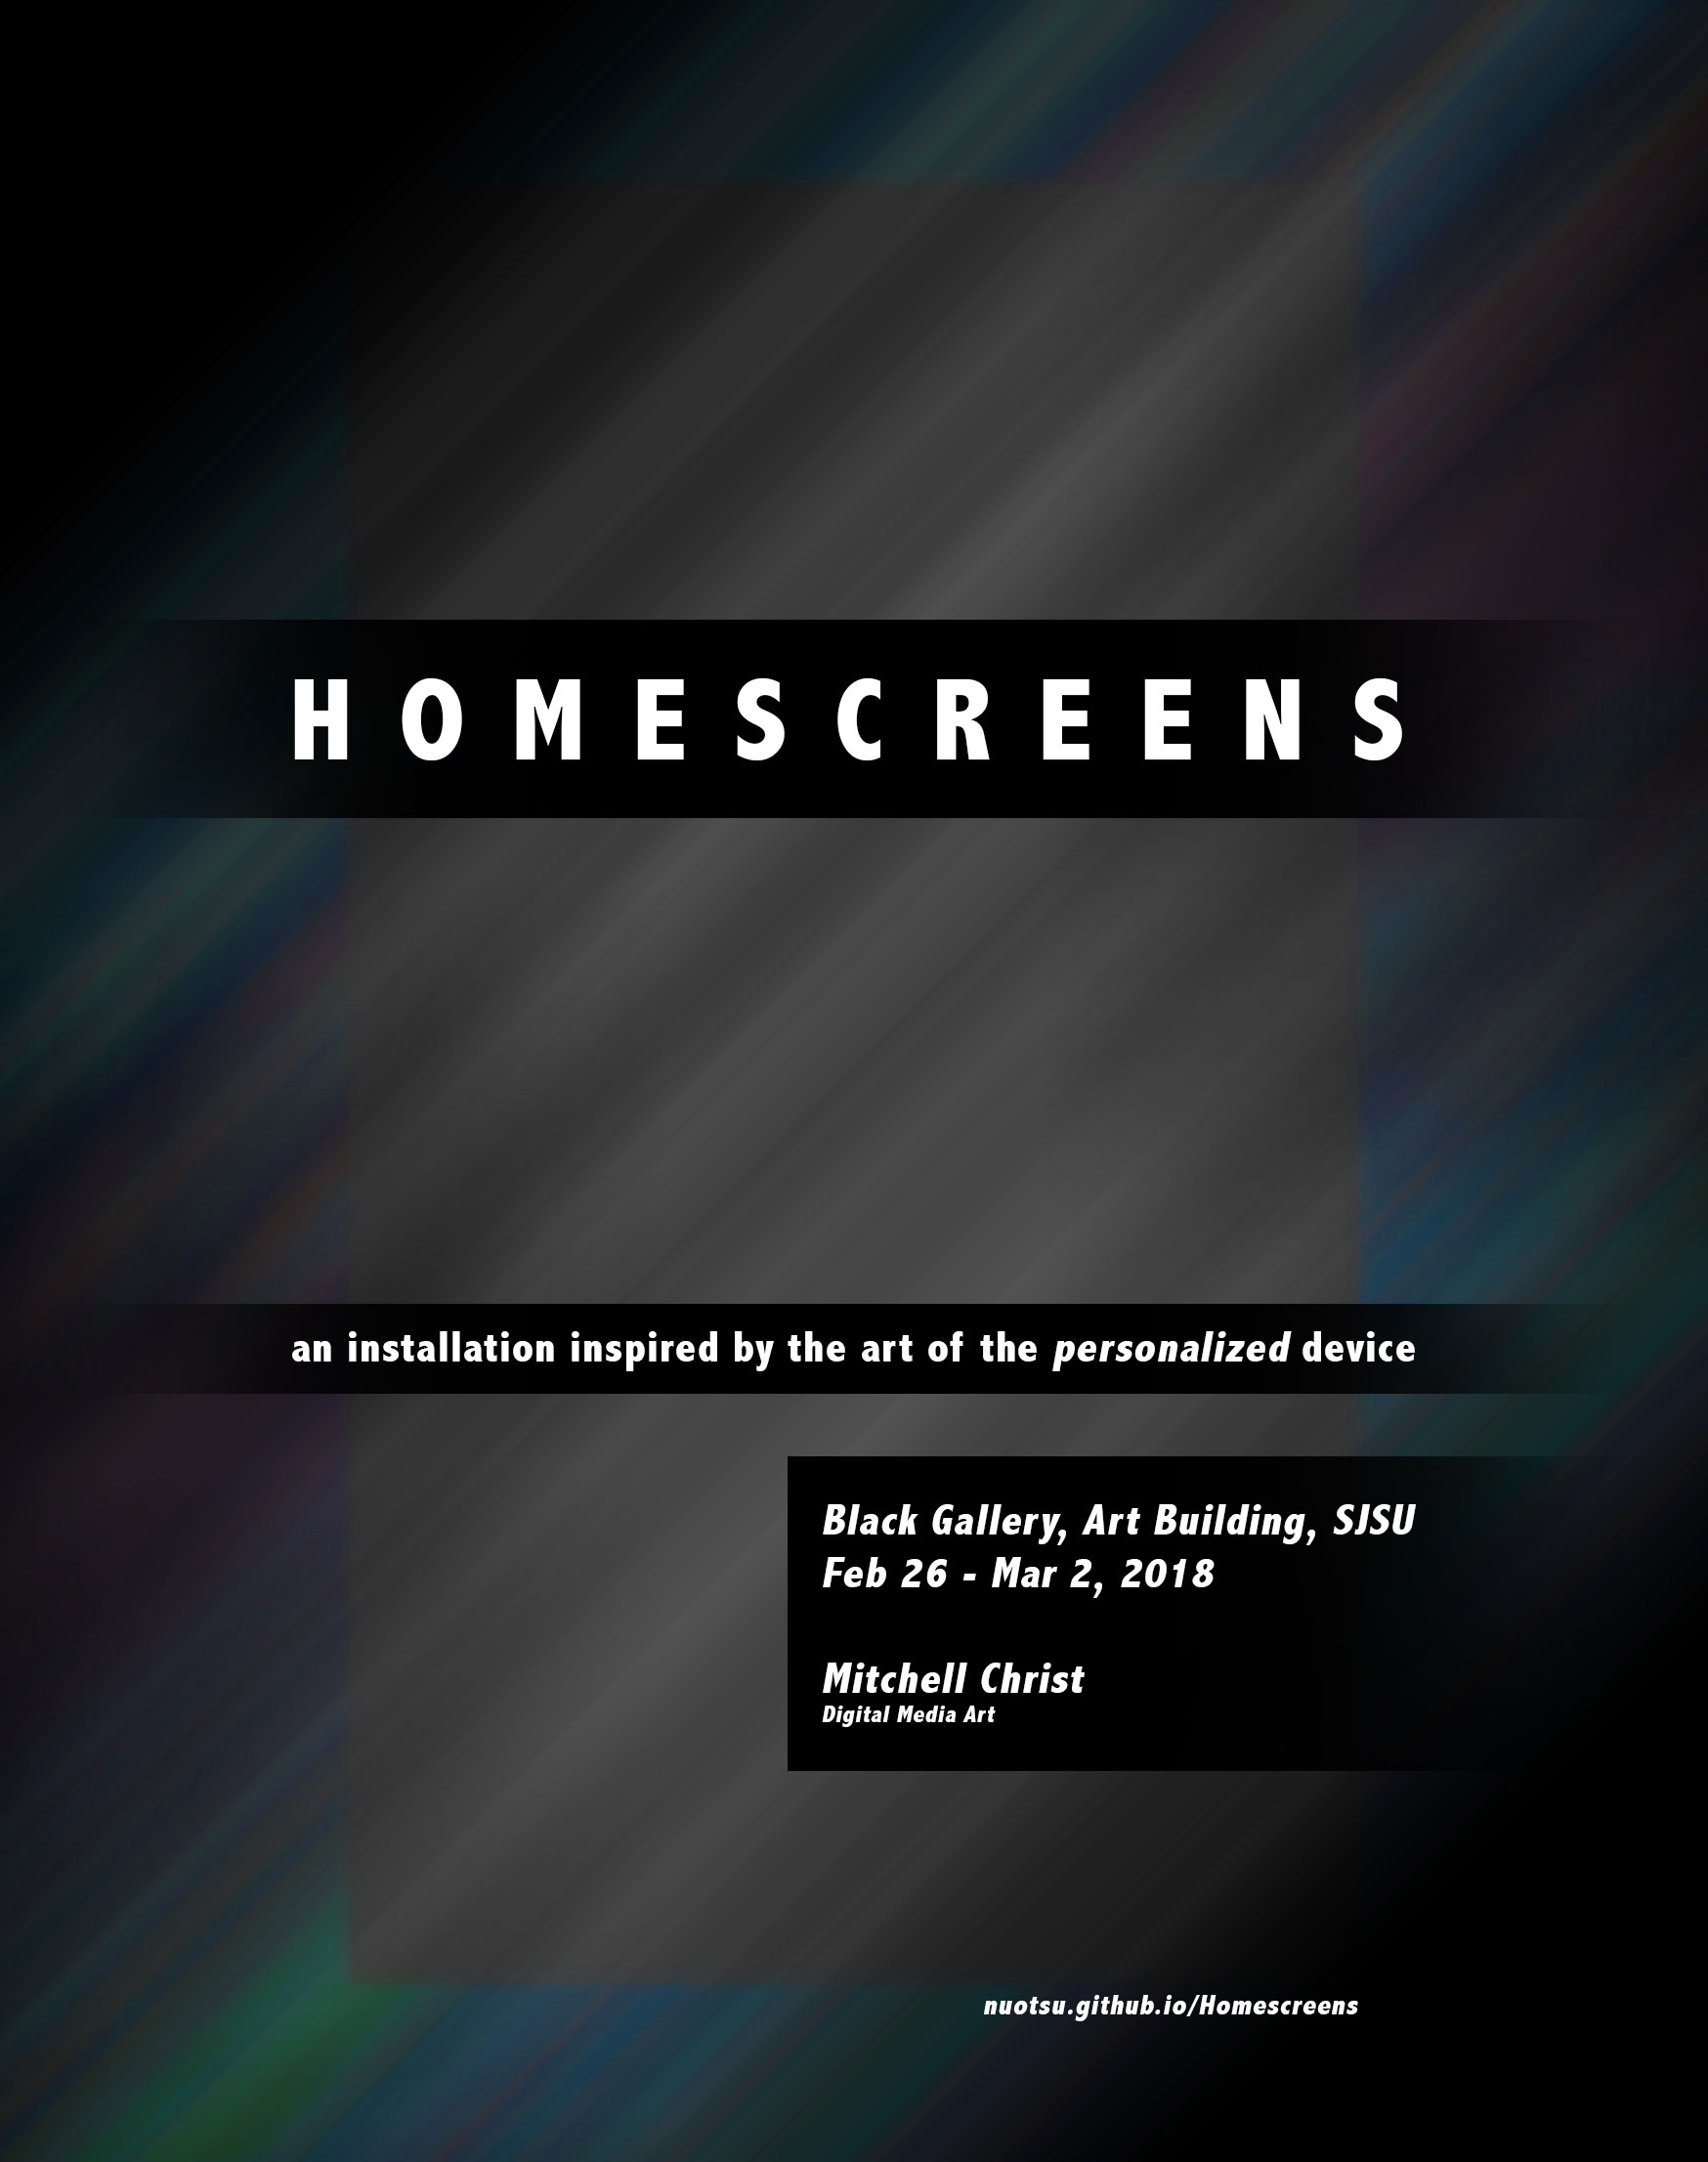 HOMESCREENS
an installation inspired by the art of the personalized device
Black Gallery, Art Building, SJSU
Feb 26 - Mar 2, 2018
Mitchell Christ
Digital Media Art
nuotsu.github.io/Homescreens